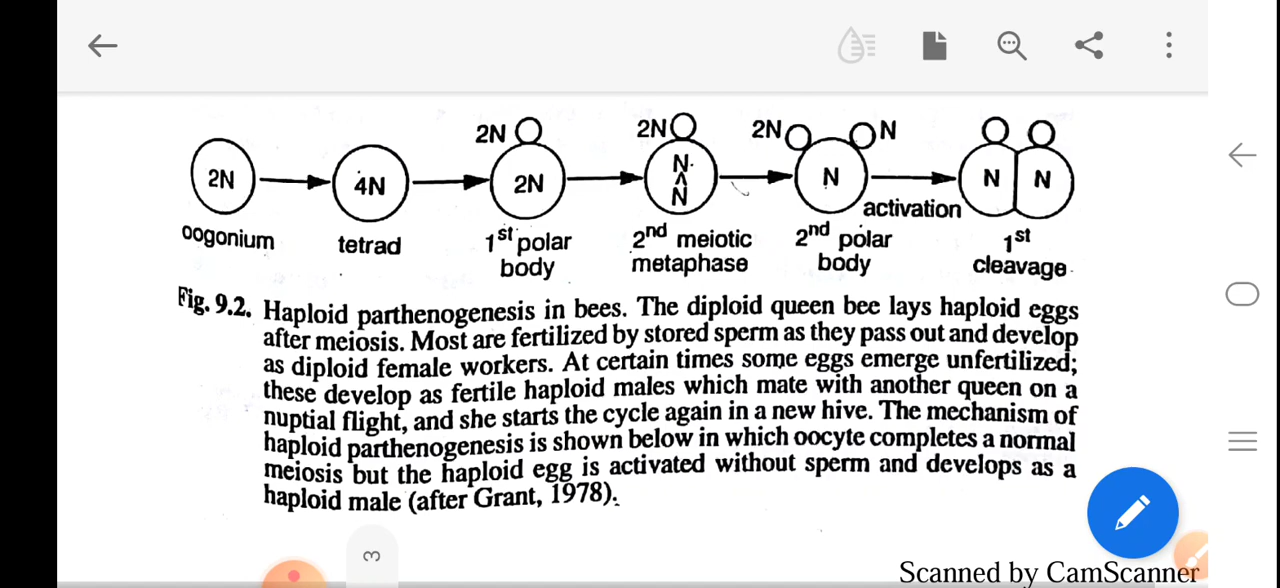 2N 2N 2N N
2N 4N 2N N N N N N
activation
oogonium tetrad 1st polar body 2nd meiotic metaphase 2nd polar body 1st cleavage
Fig. 9.2. Haploid parthenogenesis in bees. The diploid queen bee lays haploid eggs
after meiosis. Most are fertilized by stored sperm as they pass out and develop
as diploid female workers. At certain times some eggs emerge unfertilized;
these develop as fertile haploid males which mate with another queen on a
nuptial flight, and she starts the cycle again in a new hive. The mechanism of
haploid parthenogenesis is shown below in which oocyte completes a normal
meiosis but the haploid egg is activated without sperm and develops as a
haploid male (after Grant, 1978).
3
Scanned by CamScanner